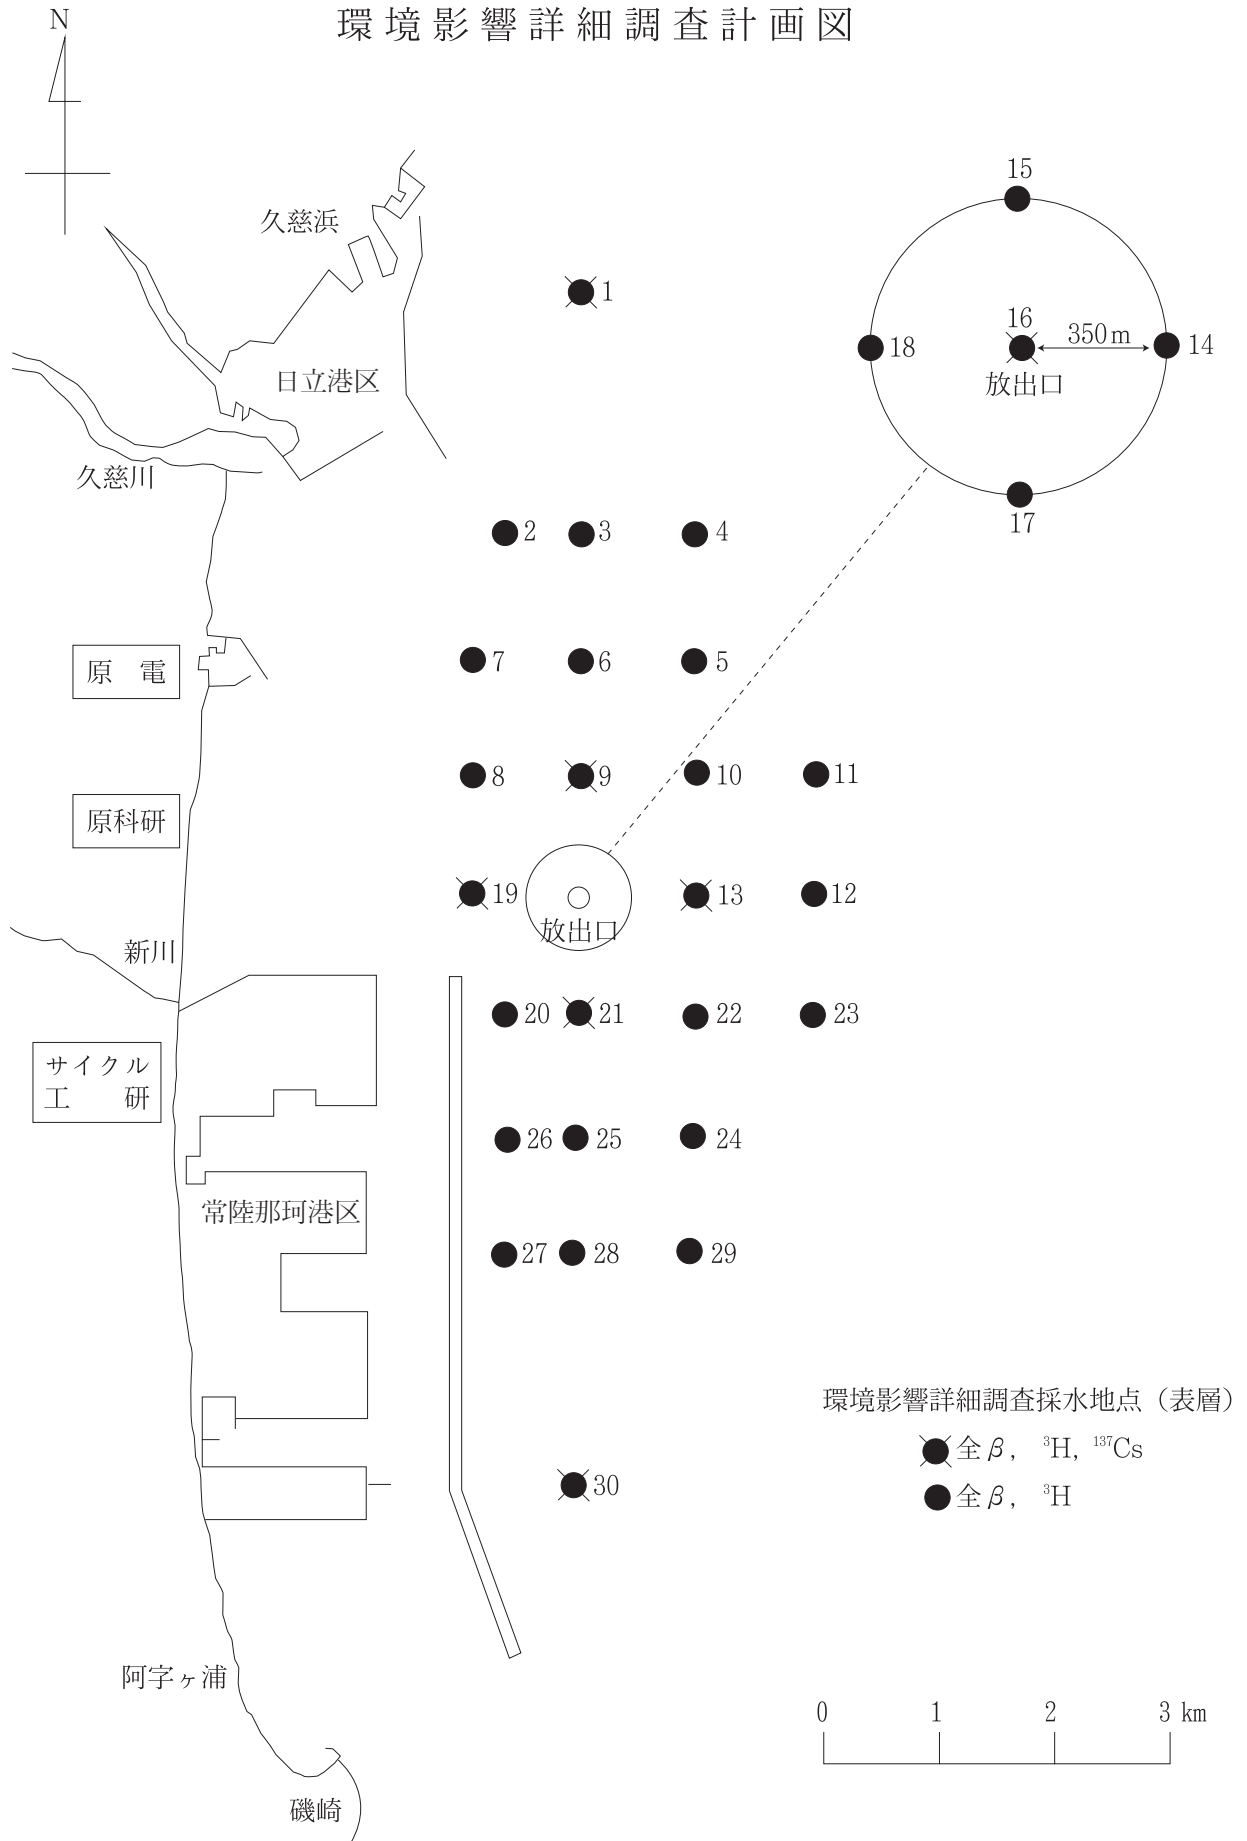 環境影響詳細調査計画図
N
久慈浜
日立港区
久慈川
原 電
原科研
新川
サイクル
工 研
常陸那珂港区
阿字ヶ浦
磯崎
1
2
3
4
7
6
5
8
9
10
11
19
放出口
13
12
20
21
22
23
26
25
24
27
28
29
30
15
18
16
350m
14
放出口
17
環境影響詳細調査採水地点（表層）
全β, ³H, ¹³⁷Cs
全β, ³H
0 1 2 3 km